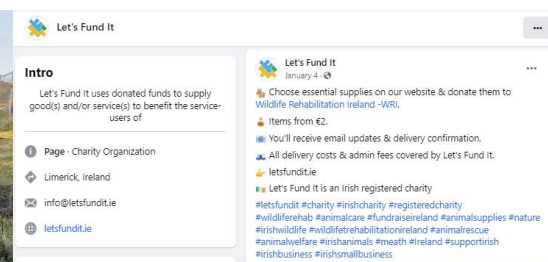 Let's Fund It
Intro
Let's Fund It uses donated funds to supply
good(s) and/or service(s) to benefit the service-
users of
Page · Charity Organization
Limerick, Ireland
info@letsfundit.ie
letsfundit.ie
Let's Fund It
January 4 ·
Choose essential supplies on our website & donate them to
Wildlife Rehabilitation Ireland -WRI.
Items from €2.
You'll receive email updates & delivery confirmation.
All delivery costs & admin fees covered by Let's Fund It.
letsfundit.ie
Let's Fund It is an Irish registered charity
#letsfundit #charity #irishcharity #registeredcharity
#wildliferehab #animalcare #fundraiseireland #animalsupplies #nature
#irishwildlife #wildlifetrehabilitationireland #animalrescue
#animalwelfare #irishanimals #meath #Ireland #supportirish
#irishbusiness #irishsmallbusiness